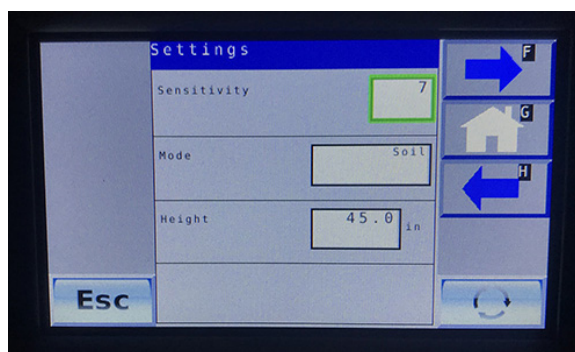 Settings
F
Sensitivity
7
G
Mode
Soil
H
Height
45.0 in
Esc